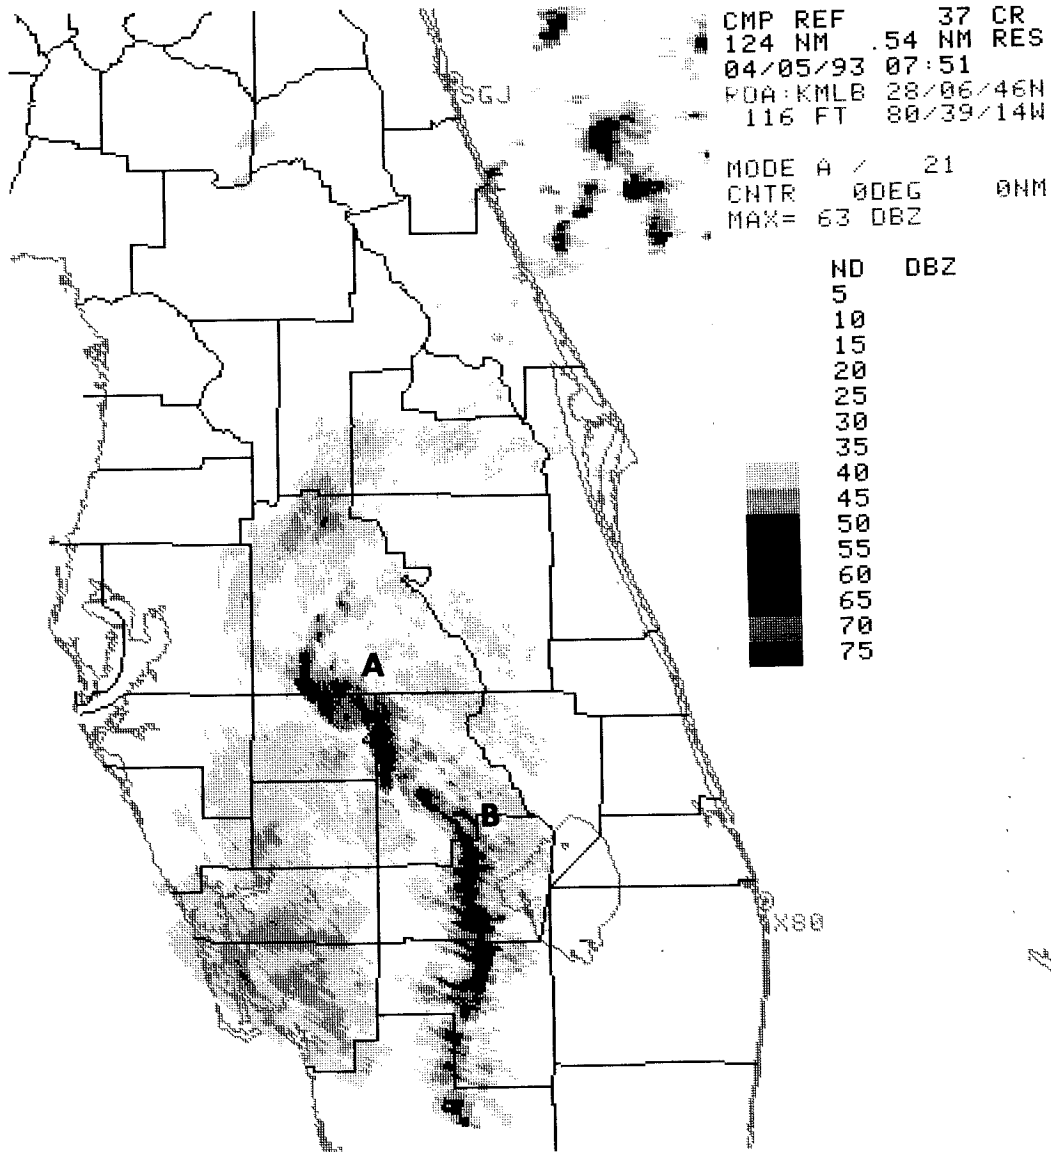 CMP REF 37 CR
124 NM .54 NM RES
04/05/93 07:51
RDA:KMLB 28/06/46N
116 FT 80/39/14W
MODE A / 21
CNTR 0DEG 0NM
MAX= 63 DBZ
ND DBZ
5
10
15
20
25
30
35
40
45
50
55
60
65
70
75
SGJ
A
B
X80